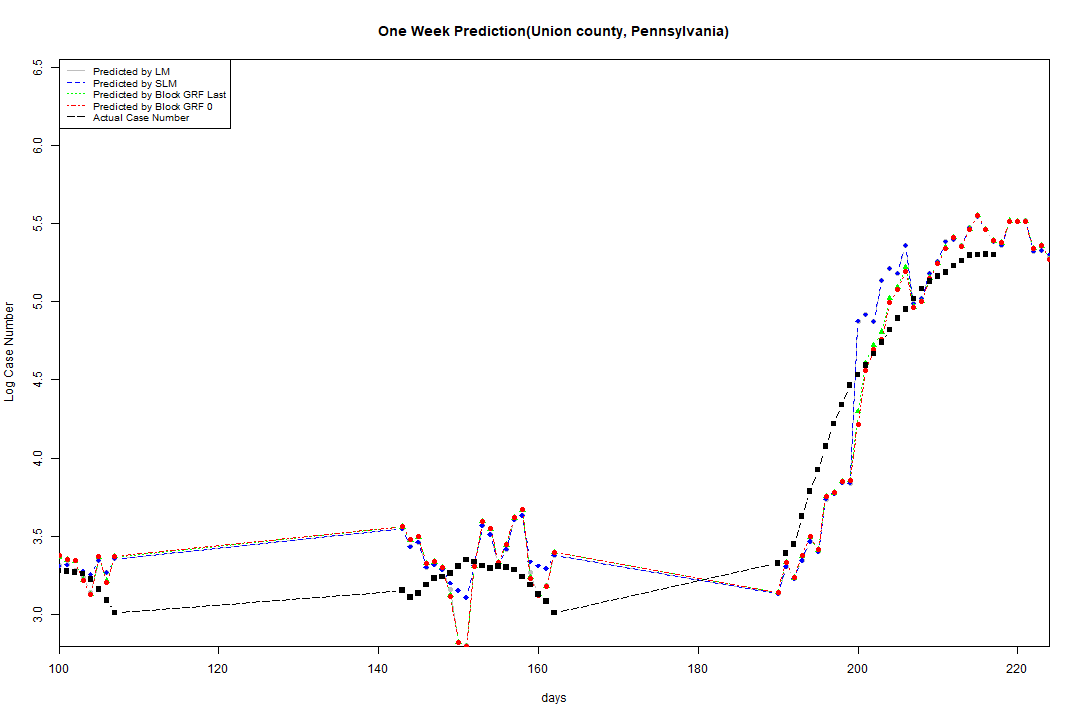 One Week Prediction(Union county, Pennsylvania)
Predicted by LM
Predicted by SLM
Predicted by Block GRF Last
Predicted by Block GRF 0
Actual Case Number
6.5
6.0
5.5
5.0
4.5
4.0
3.5
3.0
Log Case Number
100 120 140 160 180 200 220
days